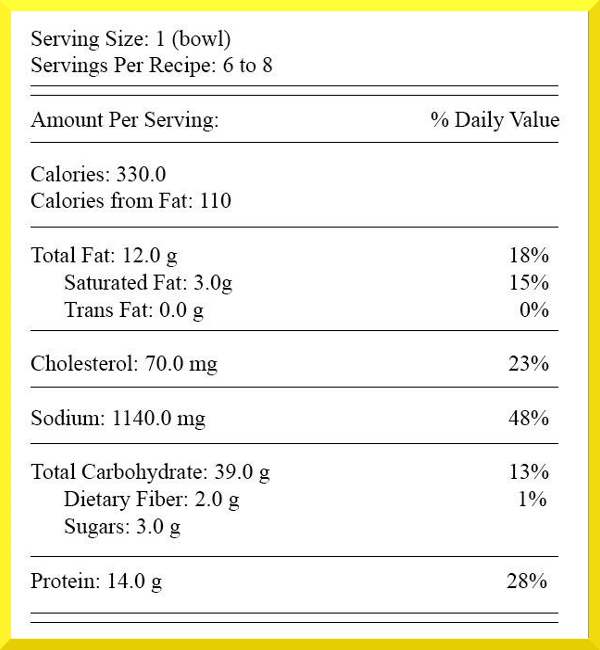 Serving Size: 1 (bowl)
Servings Per Recipe: 6 to 8
Amount Per Serving: % Daily Value
Calories: 330.0
Calories from Fat: 110
Total Fat: 12.0 g 18%
Saturated Fat: 3.0g 15%
Trans Fat: 0.0 g 0%
Cholesterol: 70.0 mg 23%
Sodium: 1140.0 mg 48%
Total Carbohydrate: 39.0 g 13%
Dietary Fiber: 2.0 g 1%
Sugars: 3.0 g
Protein: 14.0 g 28%